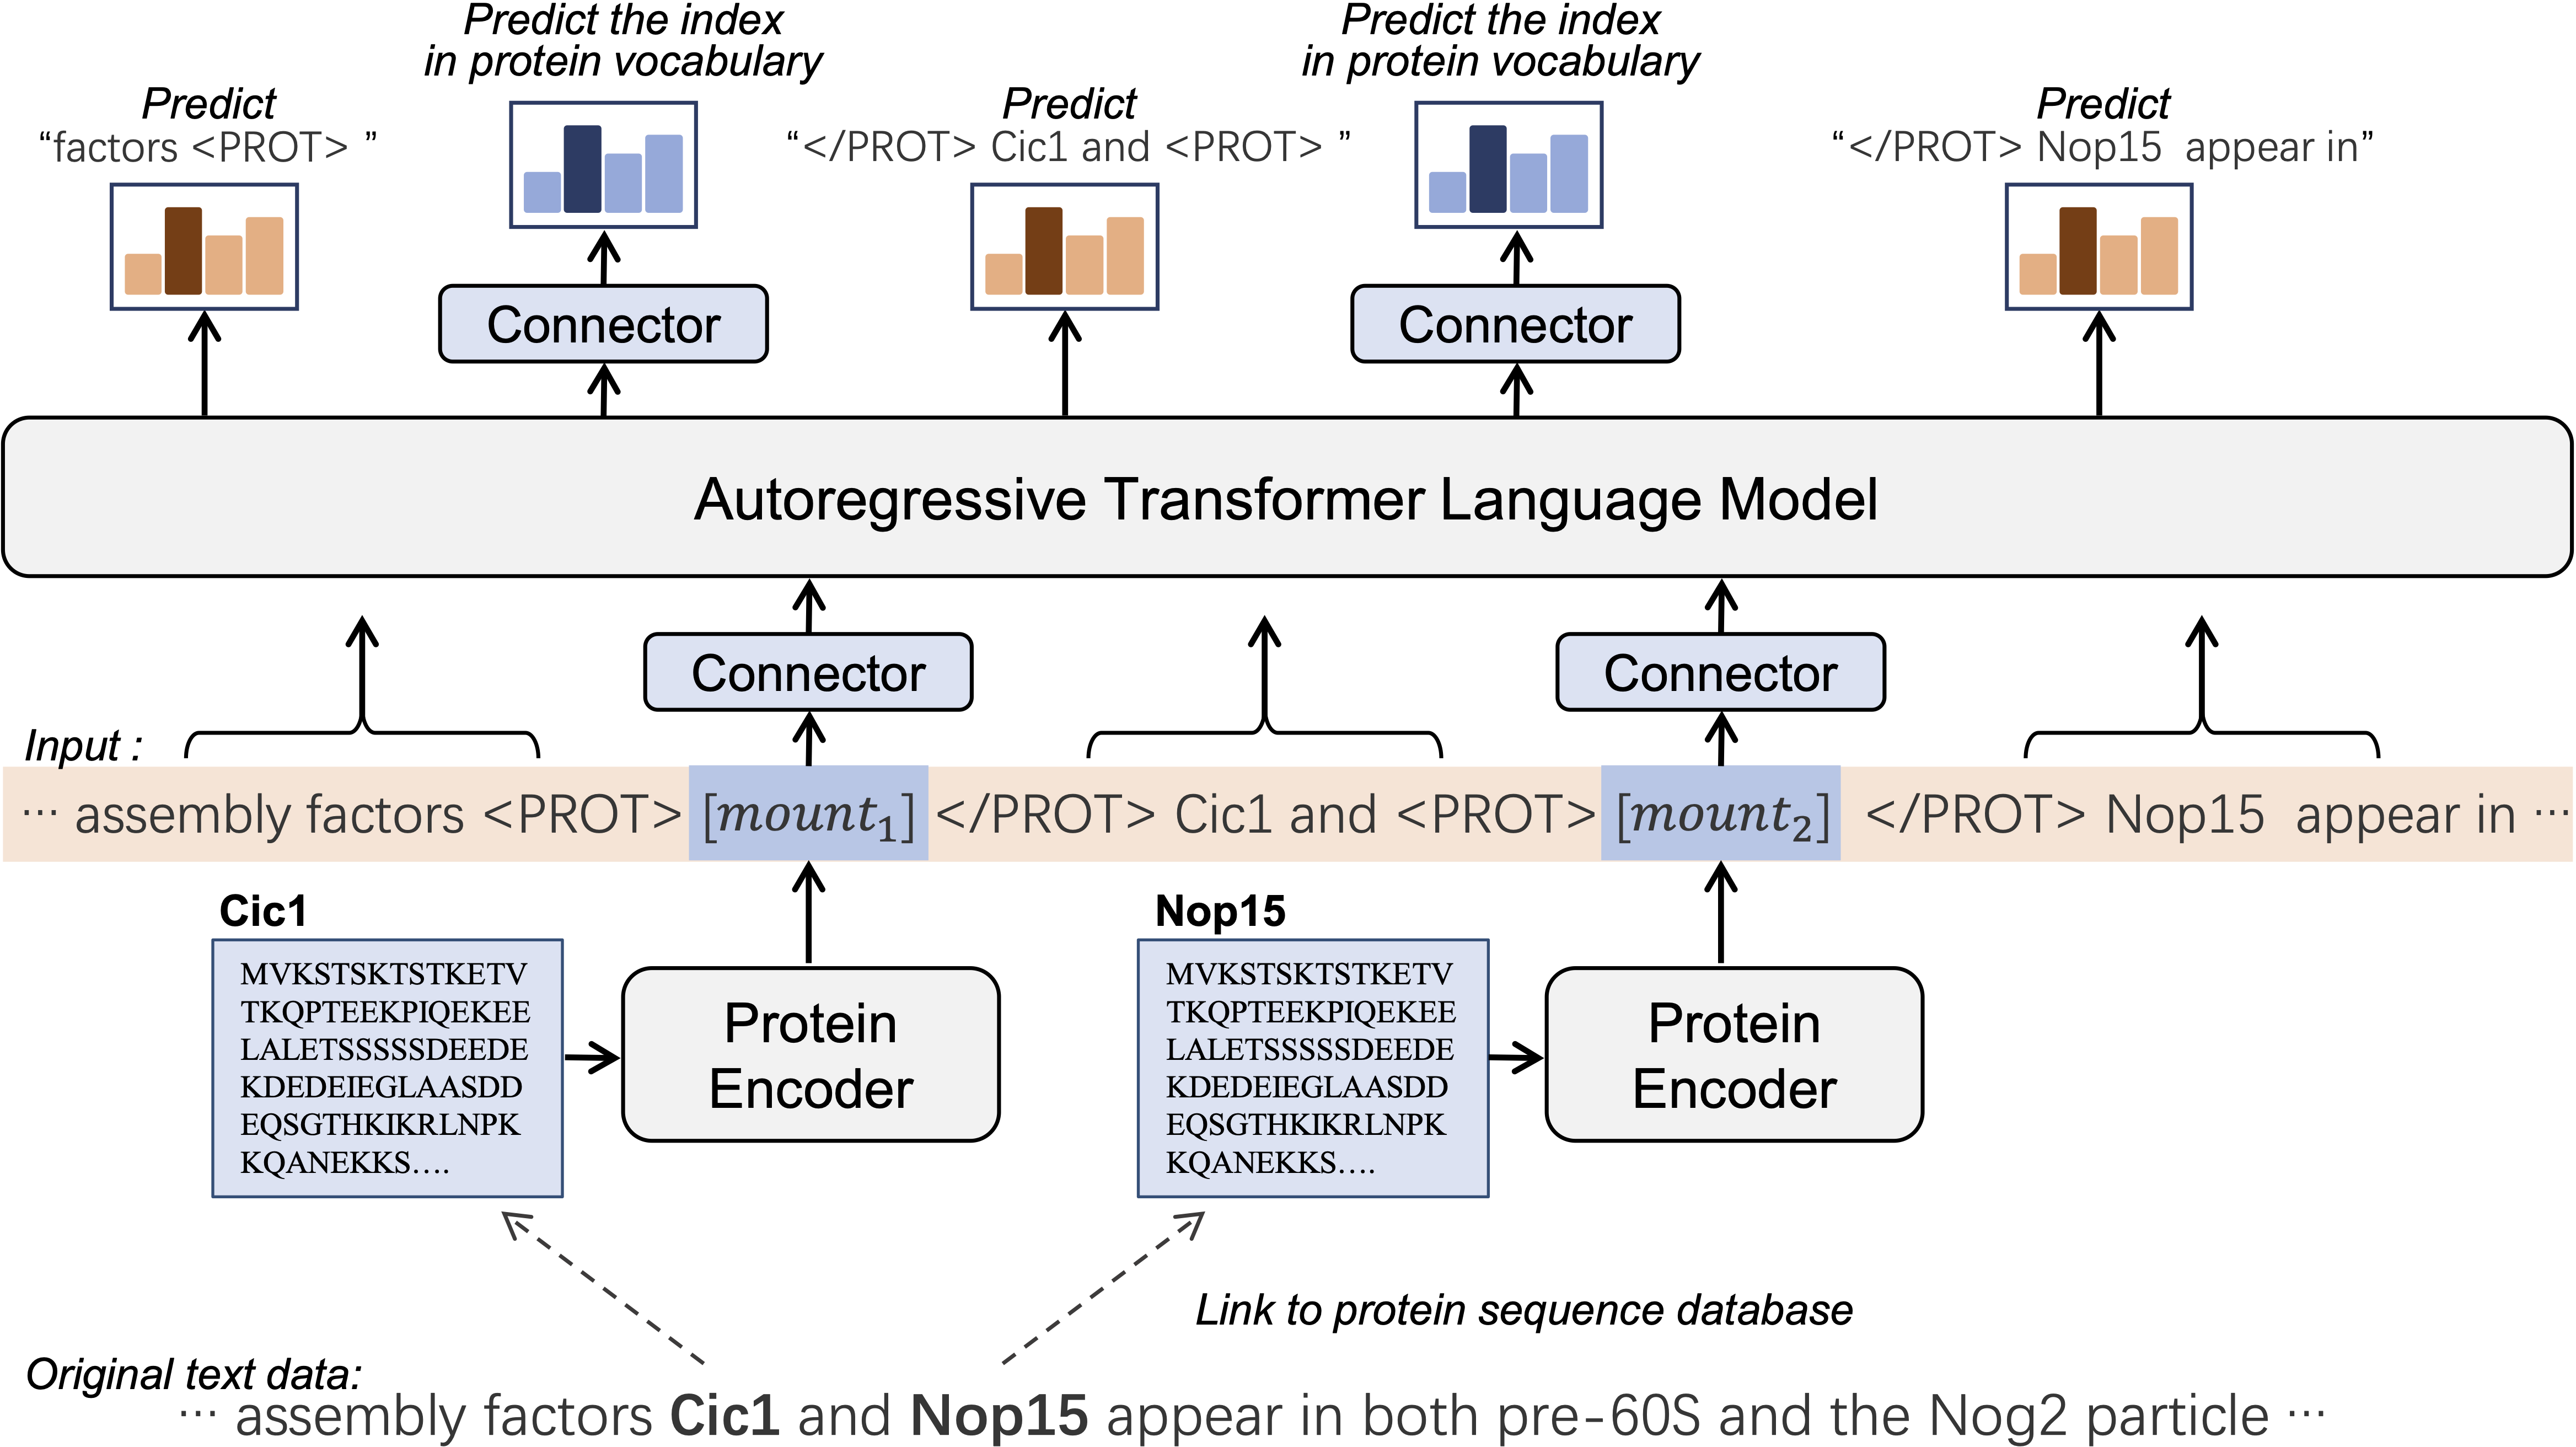 Predict the index
in protein vocabulary
Predict the index
in protein vocabulary
Predict
“factors <PROT> ”
Predict
“</PROT> Cic1 and <PROT> ”
Predict
“</PROT> Nop15 appear in”
Connector
Connector
Autoregressive Transformer Language Model
Connector
Connector
Input :
··· assembly factors <PROT> [mount₁] </PROT> Cic1 and <PROT> [mount₂] </PROT> Nop15 appear in ···
Cic1
MVKSTSKTSTKETV
TKQPTEEKPIQEKEE
LALETSSSSSDEEDE
KDEDEIEGLAASDD
EQSGTHKIKRLNPK
KQANEKKS....
Protein
Encoder
Nop15
MVKSTSKTSTKETV
TKQPTEEKPIQEKEE
LALETSSSSSDEEDE
KDEDEIEGLAASDD
EQSGTHKIKRLNPK
KQANEKKS....
Protein
Encoder
Link to protein sequence database
Original text data:
··· assembly factors Cic1 and Nop15 appear in both pre-60S and the Nog2 particle ···